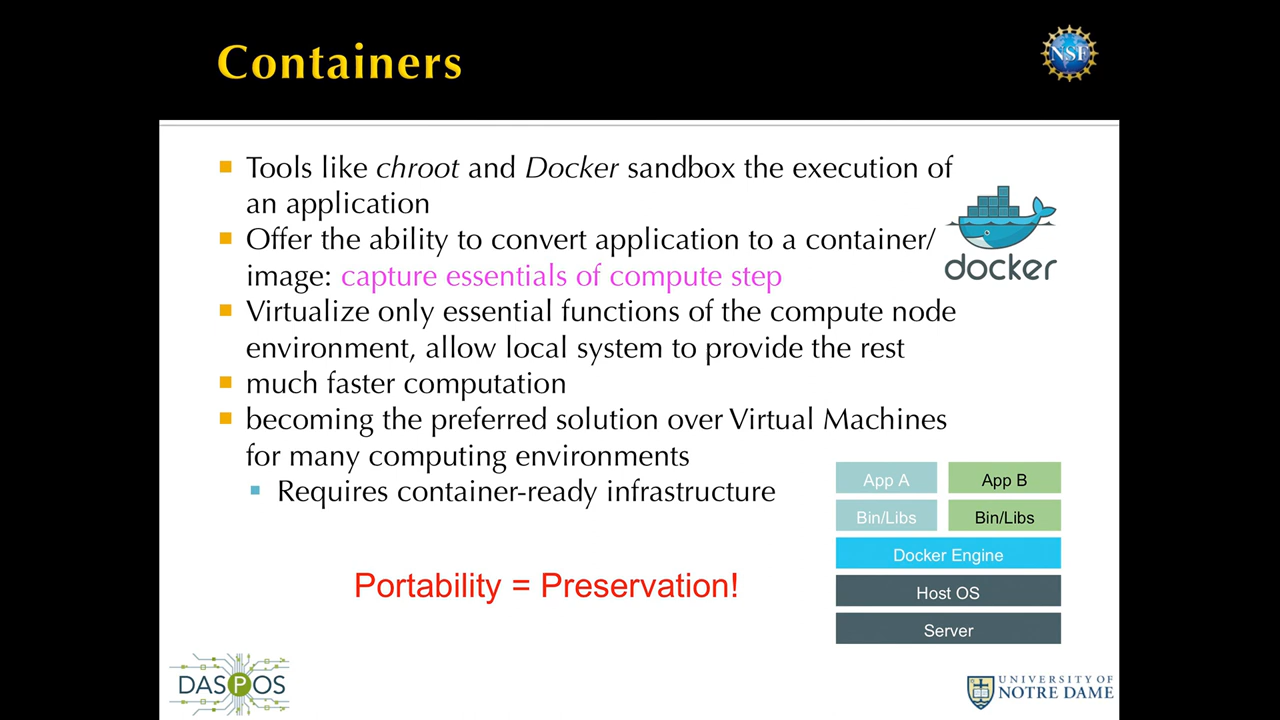 Containers
NSF
Tools like chroot and Docker sandbox the execution of
an application
Offer the ability to convert application to a container/
image: capture essentials of compute step
docker
Virtualize only essential functions of the compute node
environment, allow local system to provide the rest
much faster computation
becoming the preferred solution over Virtual Machines
for many computing environments
Requires container-ready infrastructure
App A
App B
Bin/Libs
Bin/Libs
Docker Engine
Host OS
Server
Portability = Preservation!
DASPOS
UNIVERSITY OF
NOTRE DAME